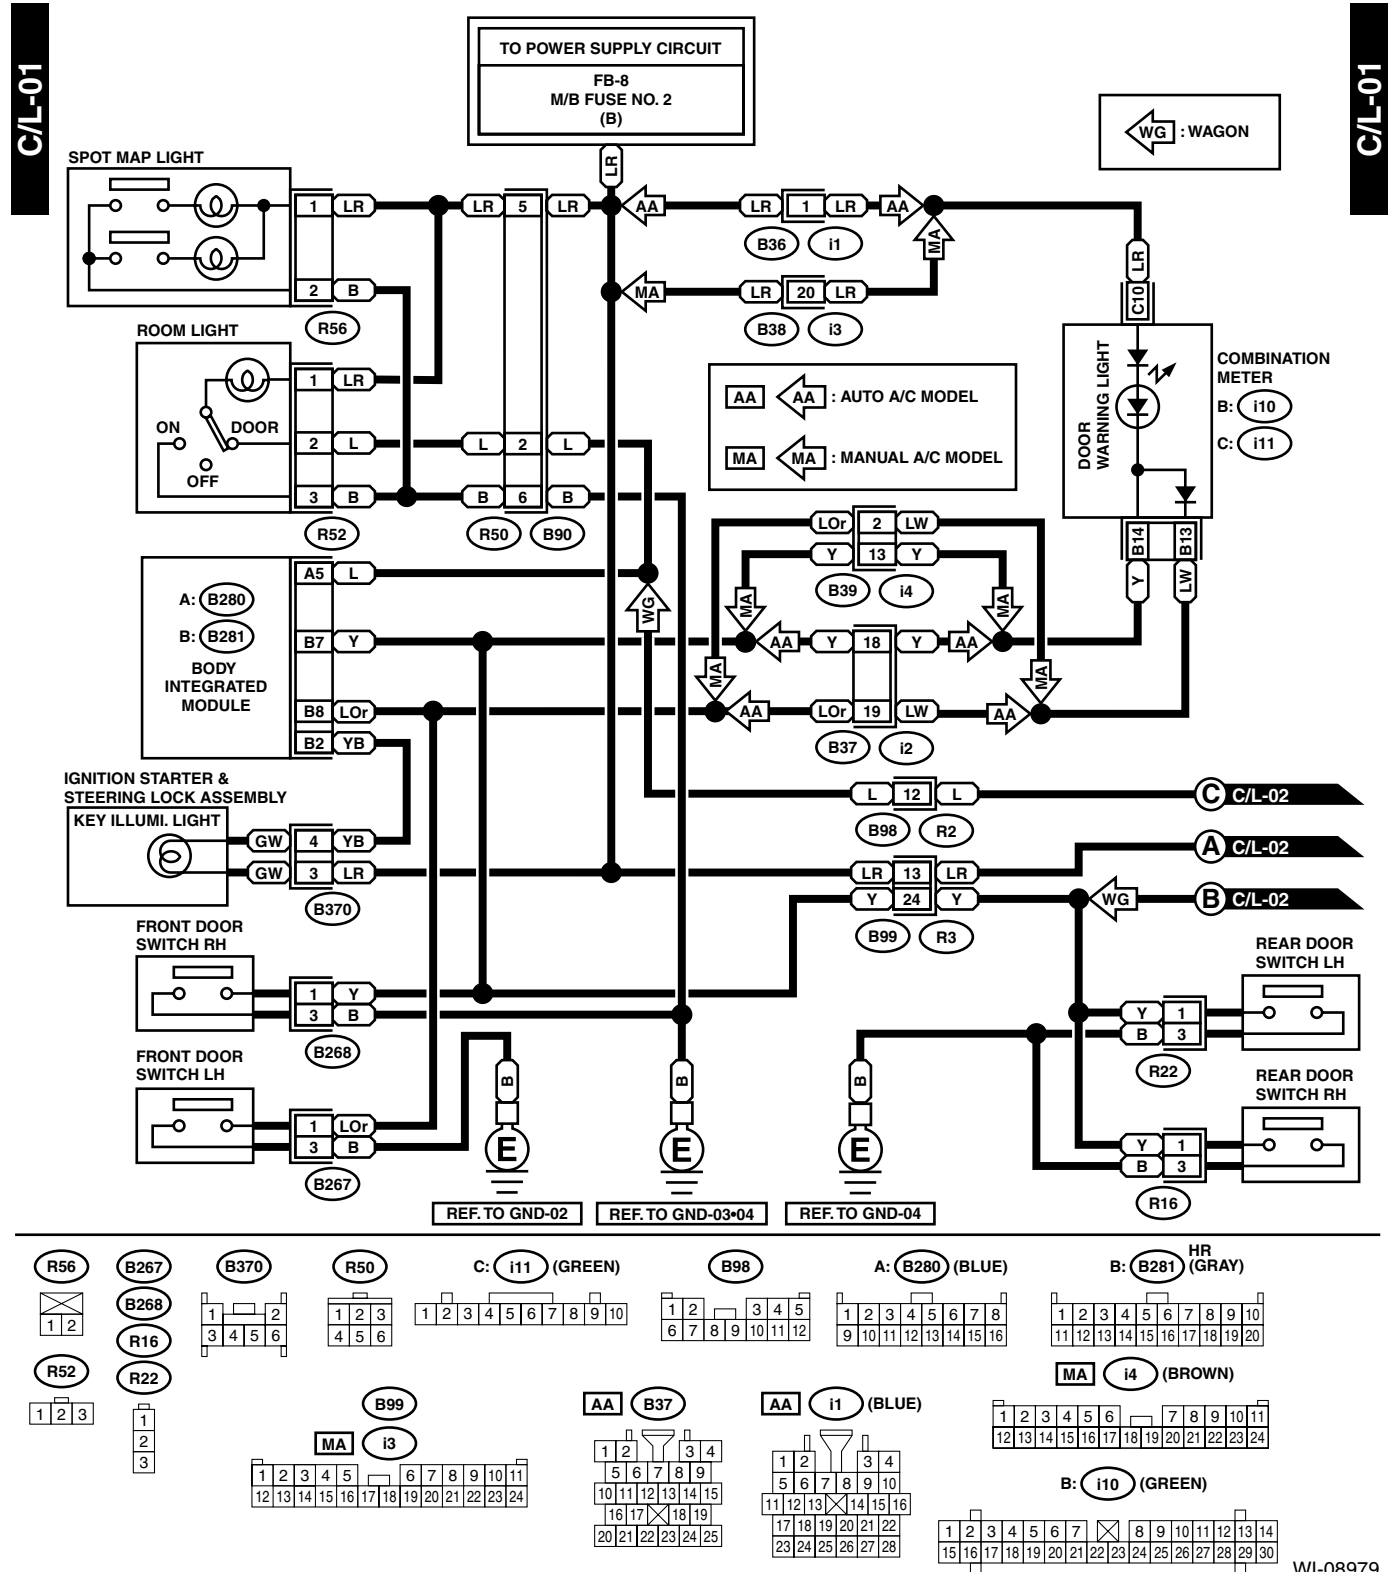 C/L-01
C/L-01
TO POWER SUPPLY CIRCUIT
FB-8
M/B FUSE NO. 2
(B)
LR
WG : WAGON
SPOT MAP LIGHT
1 LR LR 5 LR AA LR 1 LR AA
B36 i1
MA
2 B MA LR 20 LR
R56 B38 i3
LR
C10
ROOM LIGHT
1 LR
ON DOOR
OFF
2 L L 2 L
3 B B 6 B
R52 R50 B90
AA AA : AUTO A/C MODEL
MA MA : MANUAL A/C MODEL
DOOR
WARNING LIGHT
COMBINATION
METER
B: i10
C: i11
B14 B13
Y LW
LOr 2 LW
Y 13 Y
B39 i4
MA MA
AA Y 18 Y AA
MA MA
AA LOr 19 LW AA
B37 i2
A: B280
B: B281
BODY
INTEGRATED
MODULE
A5 L
WG
B7 Y
B8 LOr
B2 YB
IGNITION STARTER &
STEERING LOCK ASSEMBLY
KEY ILLUMI. LIGHT
GW 4 YB
GW 3 LR
B370
L 12 L C C/L-02
B98 R2
LR 13 LR A C/L-02
Y 24 Y WG B C/L-02
B99 R3
FRONT DOOR
SWITCH RH
1 Y
3 B
B268
FRONT DOOR
SWITCH LH
1 LOr
3 B
B267
REAR DOOR
SWITCH LH
Y 1
B 3
R22
REAR DOOR
SWITCH RH
Y 1
B 3
R16
B B B
E E E
REF. TO GND-02 REF. TO GND-03•04 REF. TO GND-04
R56
1 2
R52
1 2 3
B267
B268
R16
R22
1
2
3
B370
1 2
3 4 5 6
R50
1 2 3
4 5 6
C: i11 (GREEN)
1 2 3 4 5 6 7 8 9 10
B98
1 2 3 4 5
6 7 8 9 10 11 12
A: B280 (BLUE)
1 2 3 4 5 6 7 8
9 10 11 12 13 14 15 16
B: B281 HR (GRAY)
1 2 3 4 5 6 7 8 9 10
11 12 13 14 15 16 17 18 19 20
B99
MA i3
1 2 3 4 5 6 7 8 9 10 11
12 13 14 15 16 17 18 19 20 21 22 23 24
AA B37
1 2 3 4
5 6 7 8 9
10 11 12 13 14 15
16 17 18 19
20 21 22 23 24 25
AA i1 (BLUE)
1 2 3 4
5 6 7 8 9 10
11 12 13 14 15 16
17 18 19 20 21 22
23 24 25 26 27 28
MA i4 (BROWN)
1 2 3 4 5 6 7 8 9 10 11
12 13 14 15 16 17 18 19 20 21 22 23 24
B: i10 (GREEN)
1 2 3 4 5 6 7 8 9 10 11 12 13 14
15 16 17 18 19 20 21 22 23 24 25 26 27 28 29 30
WI-08979